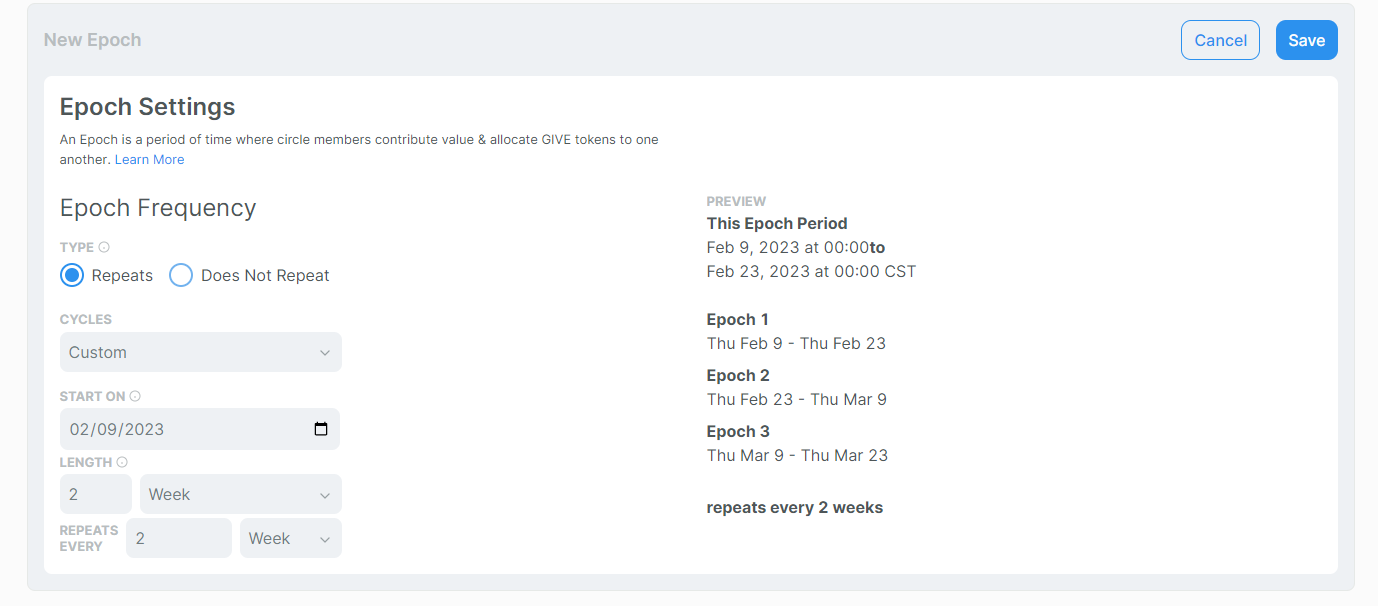 New Epoch
Cancel
Save
Epoch Settings
An Epoch is a period of time where circle members contribute value & allocate GIVE tokens to one
another. Learn More
Epoch Frequency
TYPE
Repeats
Does Not Repeat
CYCLES
Custom
START ON
02/09/2023
LENGTH
2
Week
REPEATS
EVERY
2
Week
PREVIEW
This Epoch Period
Feb 9, 2023 at 00:00to
Feb 23, 2023 at 00:00 CST
Epoch 1
Thu Feb 9 - Thu Feb 23
Epoch 2
Thu Feb 23 - Thu Mar 9
Epoch 3
Thu Mar 9 - Thu Mar 23
repeats every 2 weeks